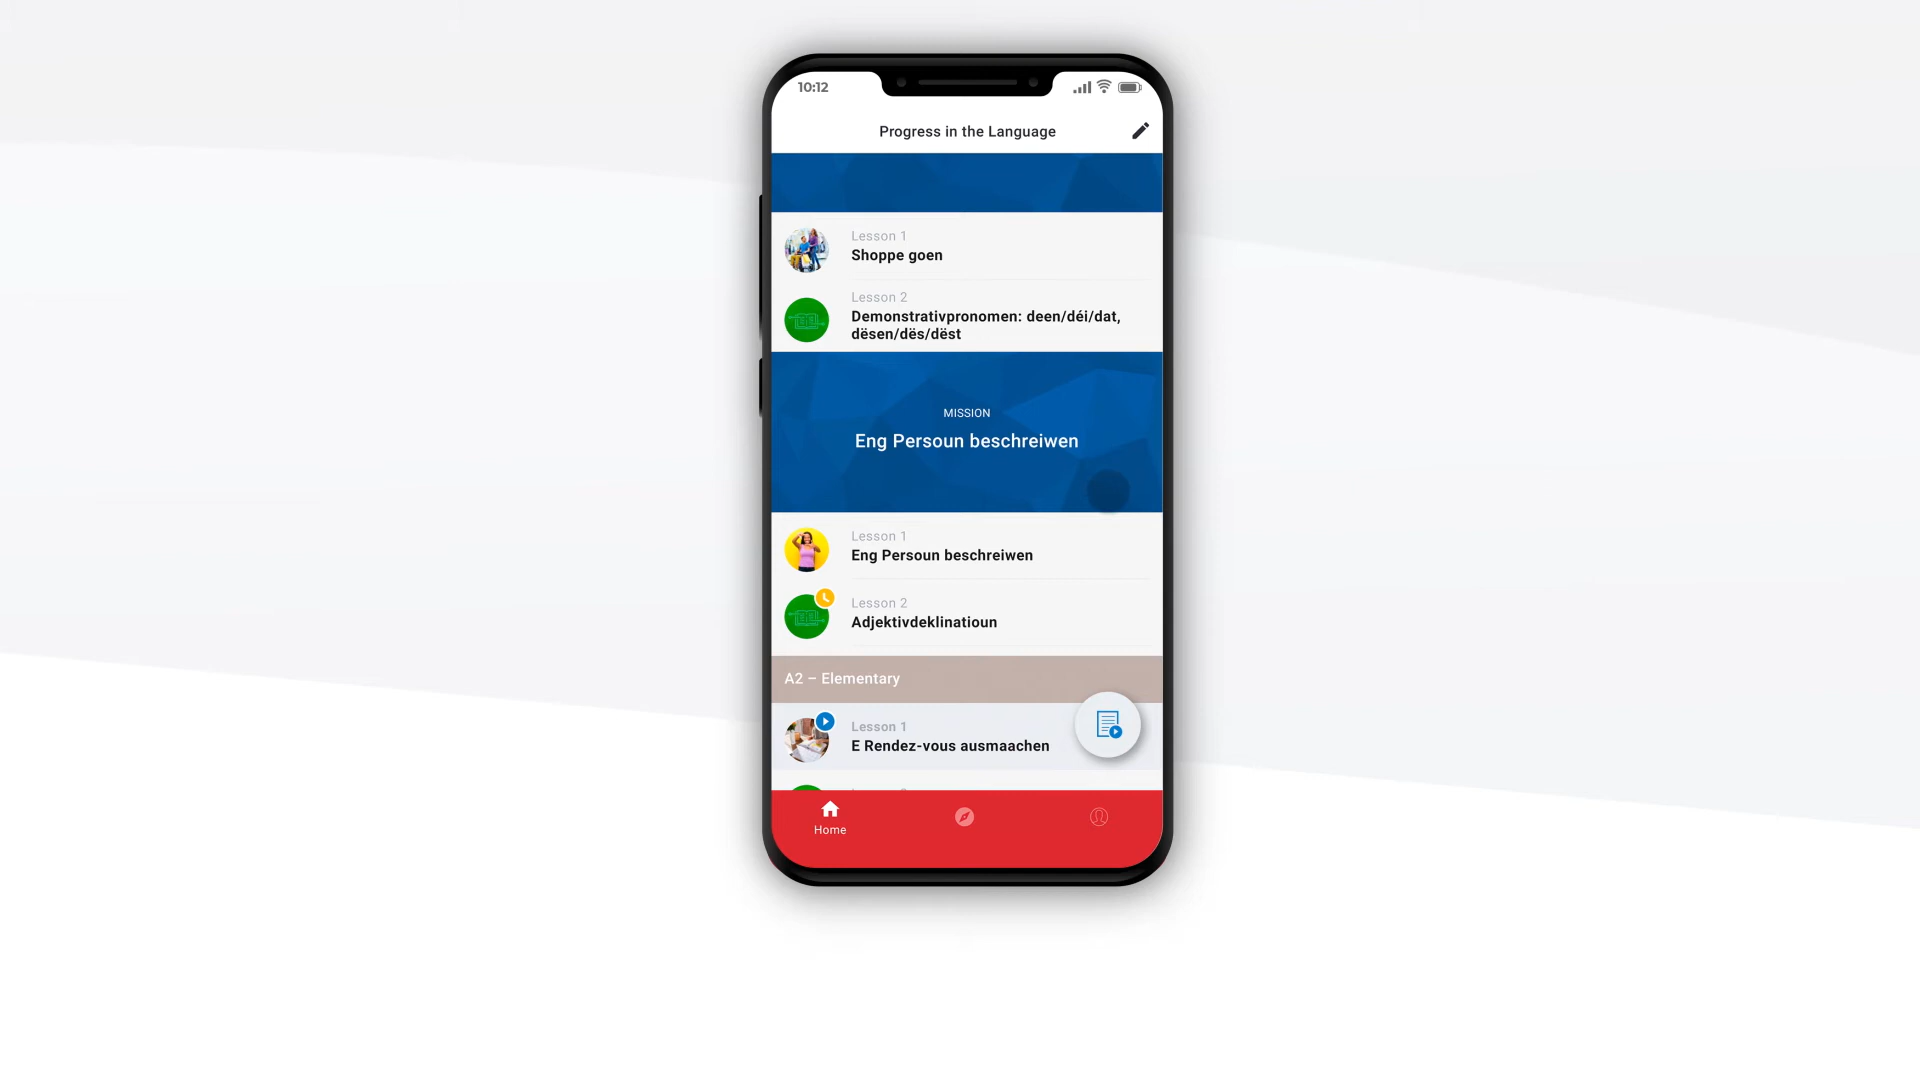 10:12
Progress in the Language
Lesson 1
Shoppe goen
Lesson 2
Demonstrativpronomen: deen/déi/dat,
dësen/dës/dëst
MISSION
Eng Persoun beschreiwen
Lesson 1
Eng Persoun beschreiwen
Lesson 2
Adjektivdeklinatioun
A2 – Elementary
Lesson 1
E Rendez-vous ausmaachen
Home